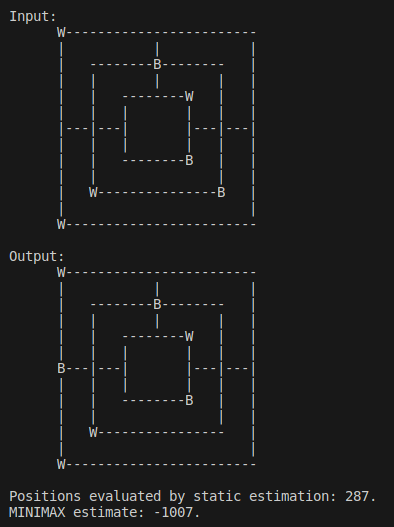 Input:
      W------------------------
      |           |           |
      |   --------B--------   |
      |   |       |       |   |
      |   |   --------W   |   |
      |   |   |       |   |   |
      |---|---|       |---|---|
      |   |   |       |   |   |
      |   |   --------B   |   |
      |   |               |   |
      |   W---------------B   |
      |                       |
      W------------------------

Output:
      W------------------------
      |           |           |
      |   --------B--------   |
      |   |       |       |   |
      |   |   --------W   |   |
      |   |   |       |   |   |
      B---|---|       |---|---|
      |   |   |       |   |   |
      |   |   --------B   |   |
      |   |               |   |
      |   W----------------   |
      |                       |
      W------------------------

Positions evaluated by static estimation: 287.
MINIMAX estimate: -1007.